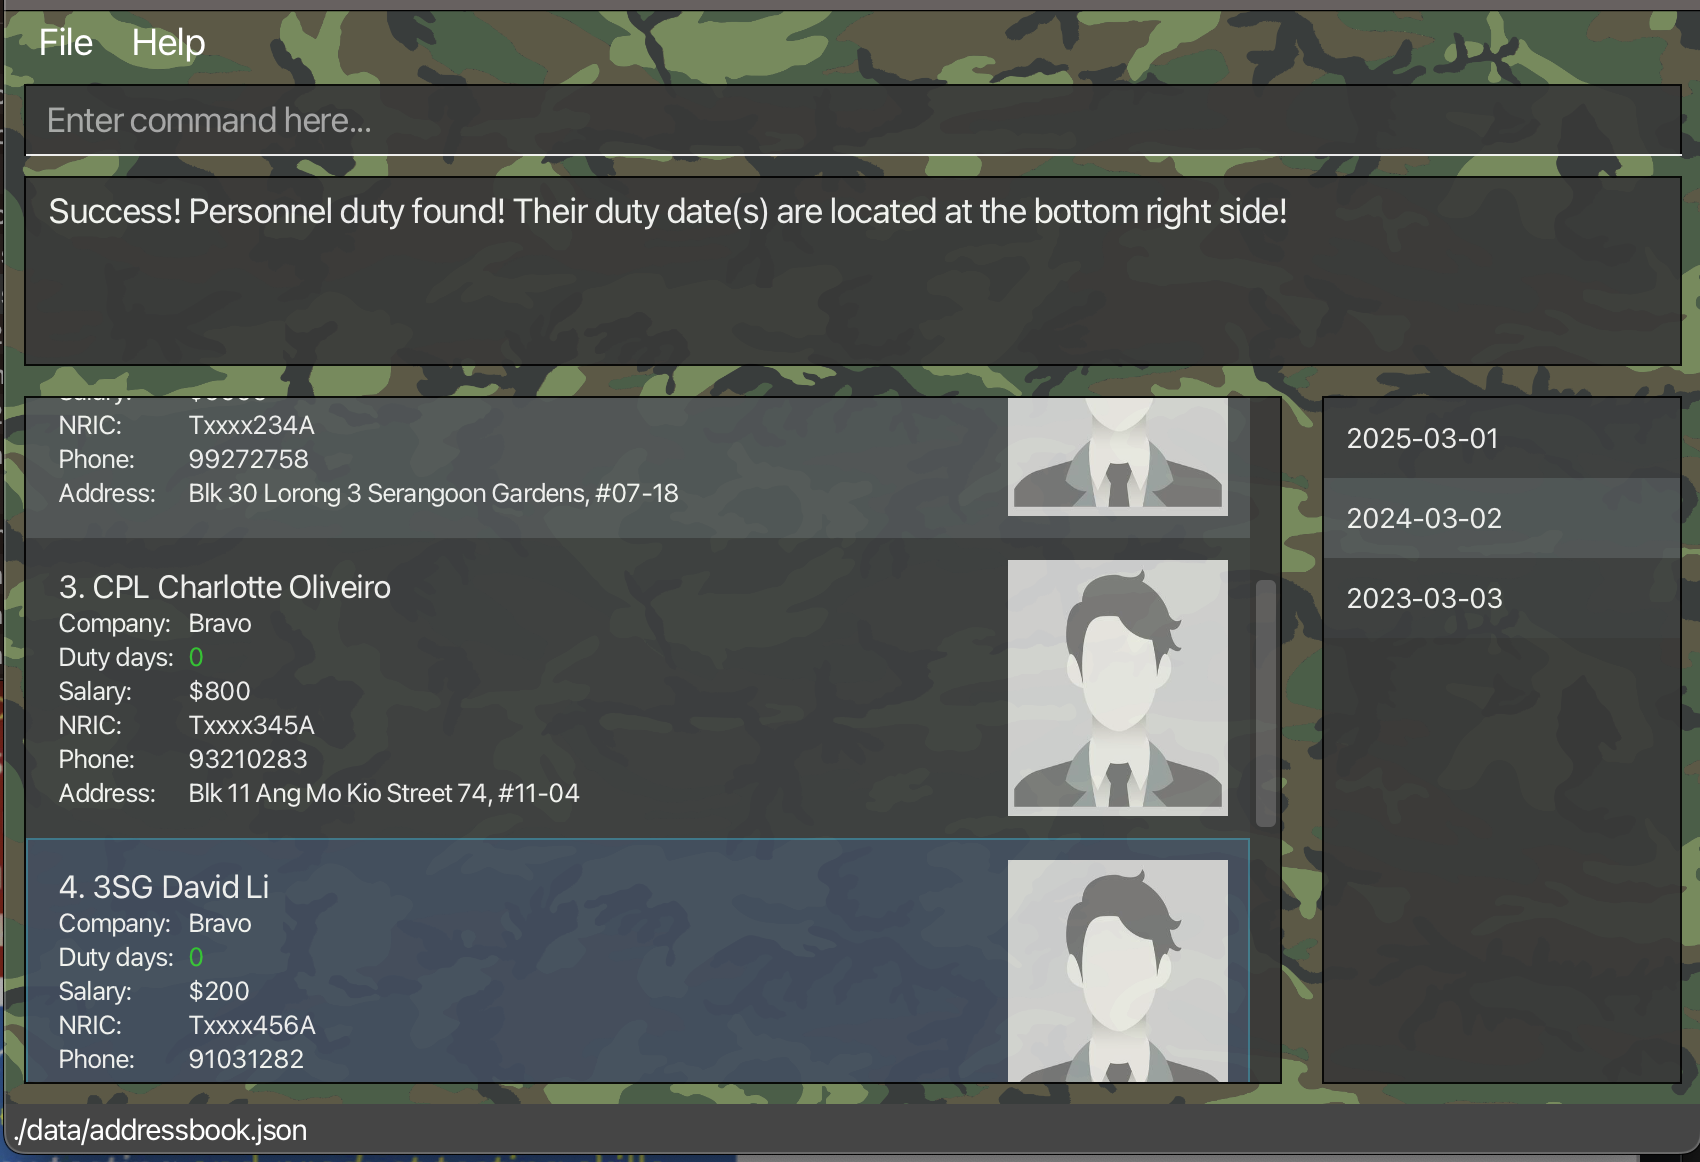 File Help
Enter command here...
Success! Personnel duty found! Their duty date(s) are located at the bottom right side!
NRIC: Txxxx234A
Phone: 99272758
Address: Blk 30 Lorong 3 Serangoon Gardens, #07-18
3. CPL Charlotte Oliveiro
Company: Bravo
Duty days: 0
Salary: $800
NRIC: Txxxx345A
Phone: 93210283
Address: Blk 11 Ang Mo Kio Street 74, #11-04
4. 3SG David Li
Company: Bravo
Duty days: 0
Salary: $200
NRIC: Txxxx456A
Phone: 91031282
2025-03-01
2024-03-02
2023-03-03
./data/addressbook.json